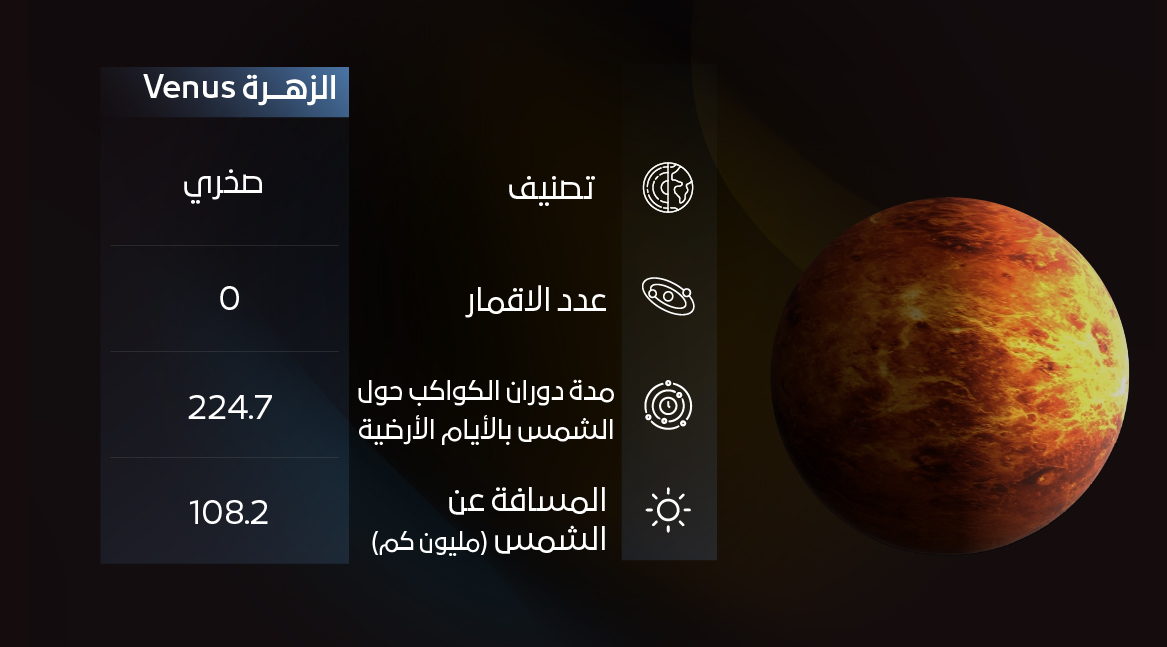 الزهـرة Venus
تصنيف
صخري
عدد الاقمار
0
مدة دوران الكواكب حول
الشمس بالأيام الأرضية
224.7
المسافة عن
الشمس (مليون كم)
108.2